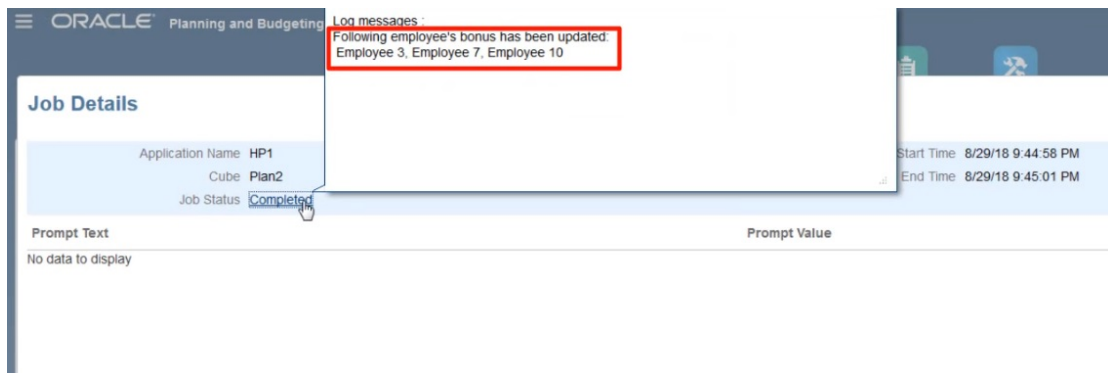 ORACLE Planning and Budgeting
Log messages :
Following employee's bonus has been updated:
Employee 3, Employee 7, Employee 10
Job Details
Application Name HP1
Start Time 8/29/18 9:44:58 PM
Cube Plan2
End Time 8/29/18 9:45:01 PM
Job Status Completed
Prompt Text Prompt Value
No data to display